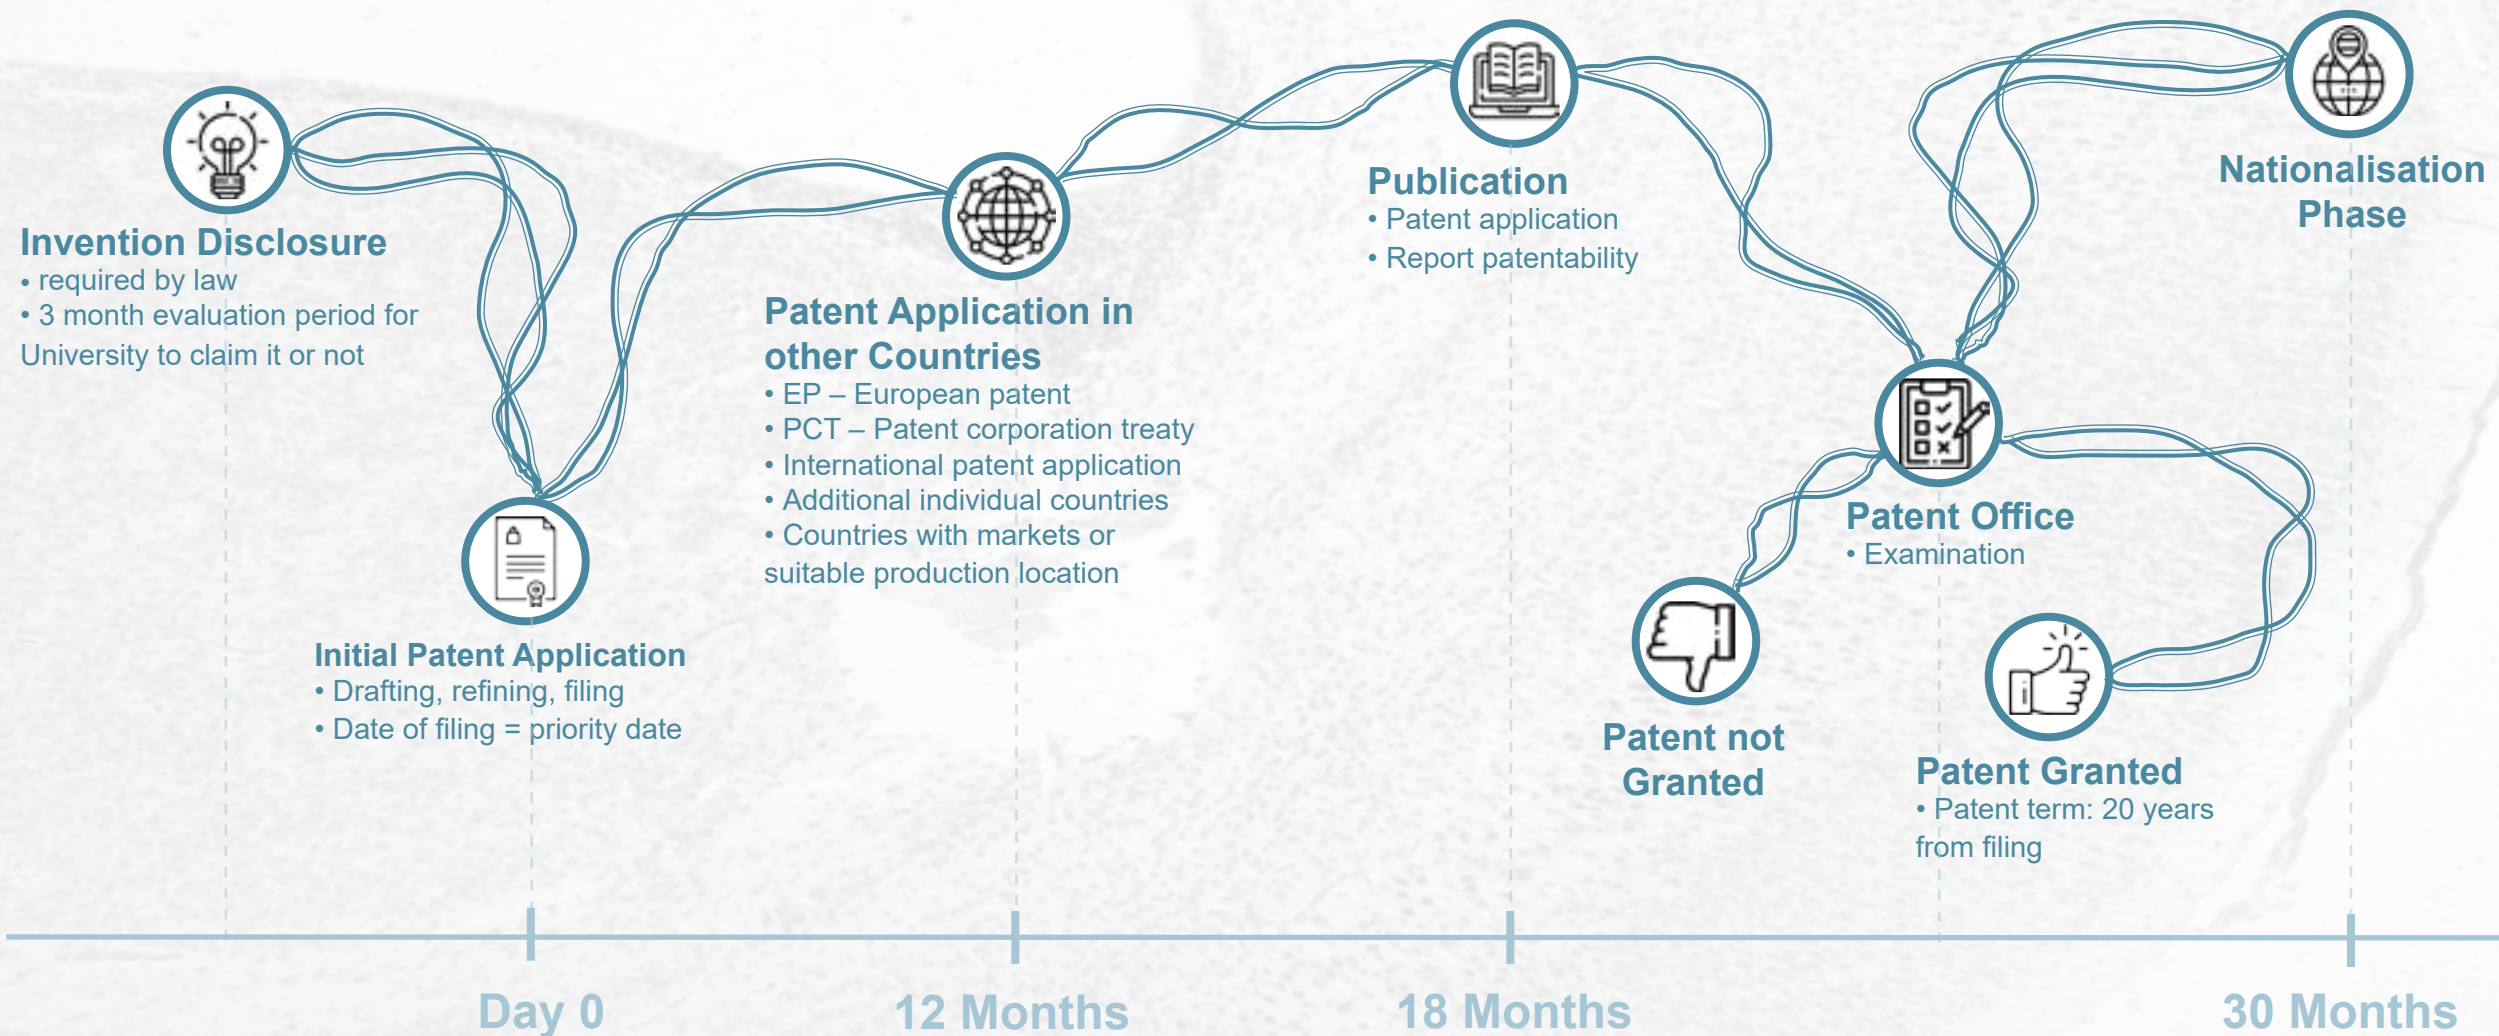 Invention Disclosure
• required by law
• 3 month evaluation period for
University to claim it or not
Initial Patent Application
• Drafting, refining, filing
• Date of filing = priority date
Patent Application in
other Countries
• EP – European patent
• PCT – Patent corporation treaty
• International patent application
• Additional individual countries
• Countries with markets or
suitable production location
Publication
• Patent application
• Report patentability
Patent Office
• Examination
Patent not
Granted
Patent Granted
• Patent term: 20 years
from filing
Nationalisation
Phase
Day 0
12 Months
18 Months
30 Months